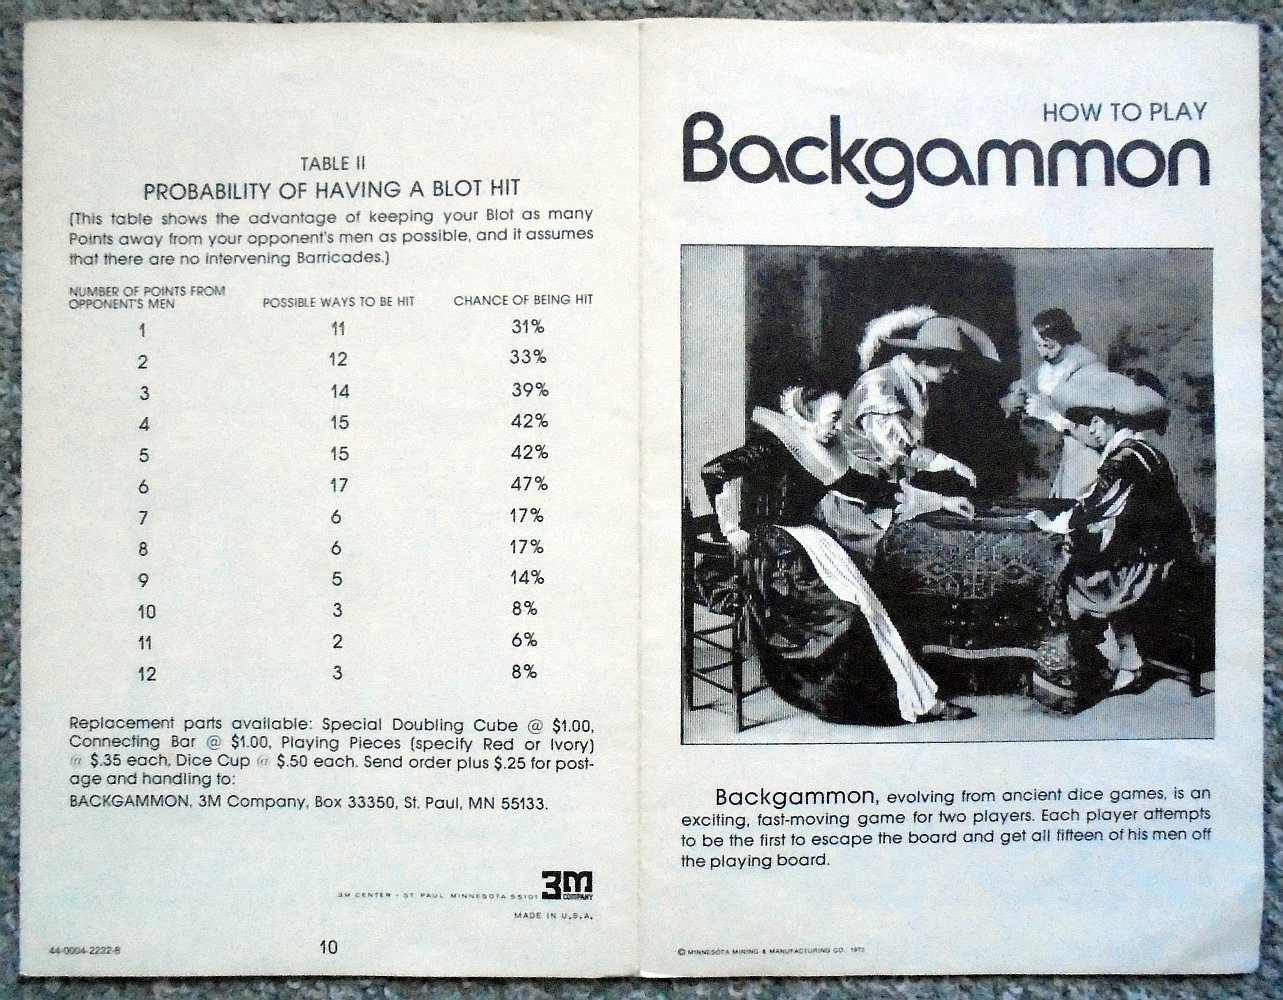 TABLE II
PROBABILITY OF HAVING A BLOT HIT
(This table shows the advantage of keeping your Blot as many
Points away from your opponent's men as possible, and it assumes
that there are no intervening Barricades.)
NUMBER OF POINTS FROM
OPPONENT'S MEN POSSIBLE WAYS TO BE HIT CHANCE OF BEING HIT
1 11 31%
2 12 33%
3 14 39%
4 15 42%
5 15 42%
6 17 47%
7 6 17%
8 6 17%
9 5 14%
10 3 8%
11 2 6%
12 3 8%
Replacement parts available: Special Doubling Cube @ $1.00,
Connecting Bar @ $1.00, Playing Pieces (specify Red or Ivory)
@ $.35 each, Dice Cup @ $.50 each. Send order plus $.25 for post-
age and handling to:
BACKGAMMON, 3M Company, Box 33350, St. Paul, MN 55133.
3M CENTER · ST. PAUL, MINNESOTA 55101 3M COMPANY
MADE IN U.S.A.
44-0004-2222-8
10
HOW TO PLAY
Backgammon
Backgammon, evolving from ancient dice games, is an
exciting, fast-moving game for two players. Each player attempts
to be the first to escape the board and get all fifteen of his men off
the playing board.
© MINNESOTA MINING & MANUFACTURING CO. 1973